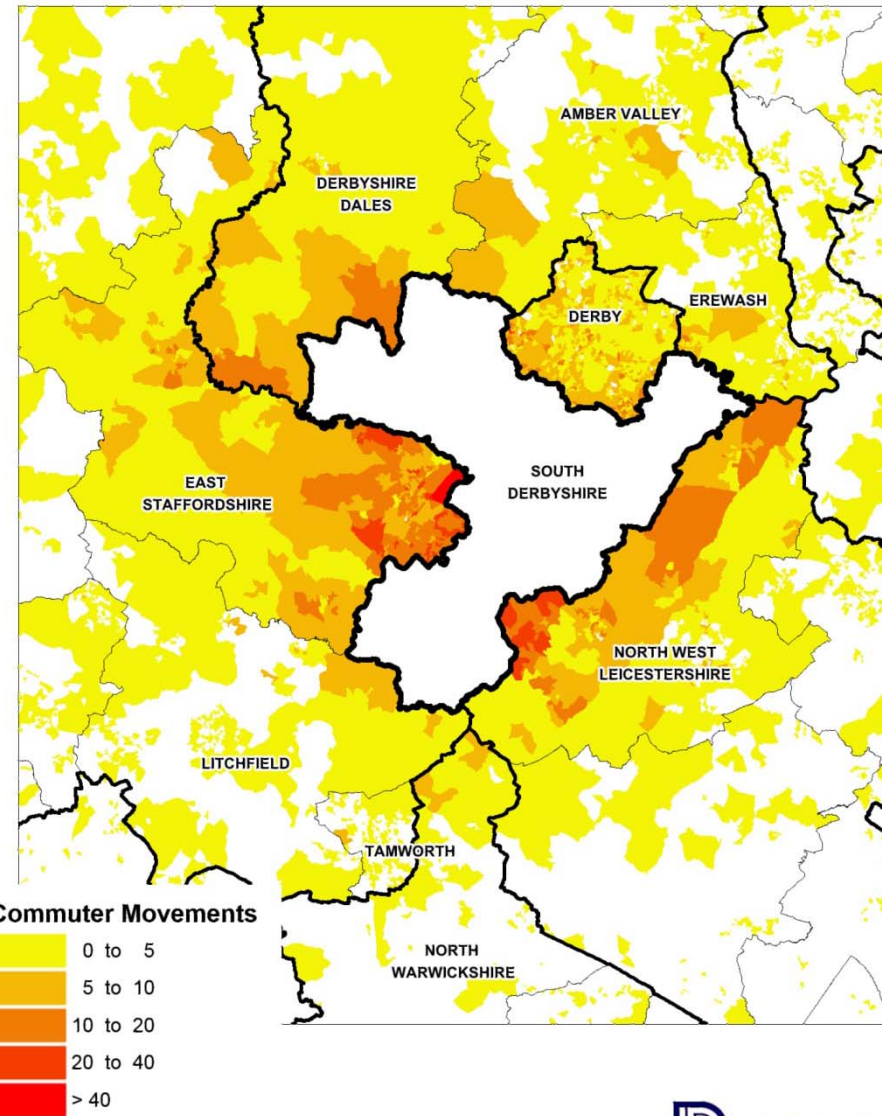 AMBER VALLEY
DERBYSHIRE
DALES
EREWASH
DERBY
SOUTH
DERBYSHIRE
EAST
STAFFORDSHIRE
NORTH WEST
LEICESTERSHIRE
LITCHFIELD
TAMWORTH
NORTH
WARWICKSHIRE
Commuter Movements
0 to 5
5 to 10
10 to 20
20 to 40
> 40